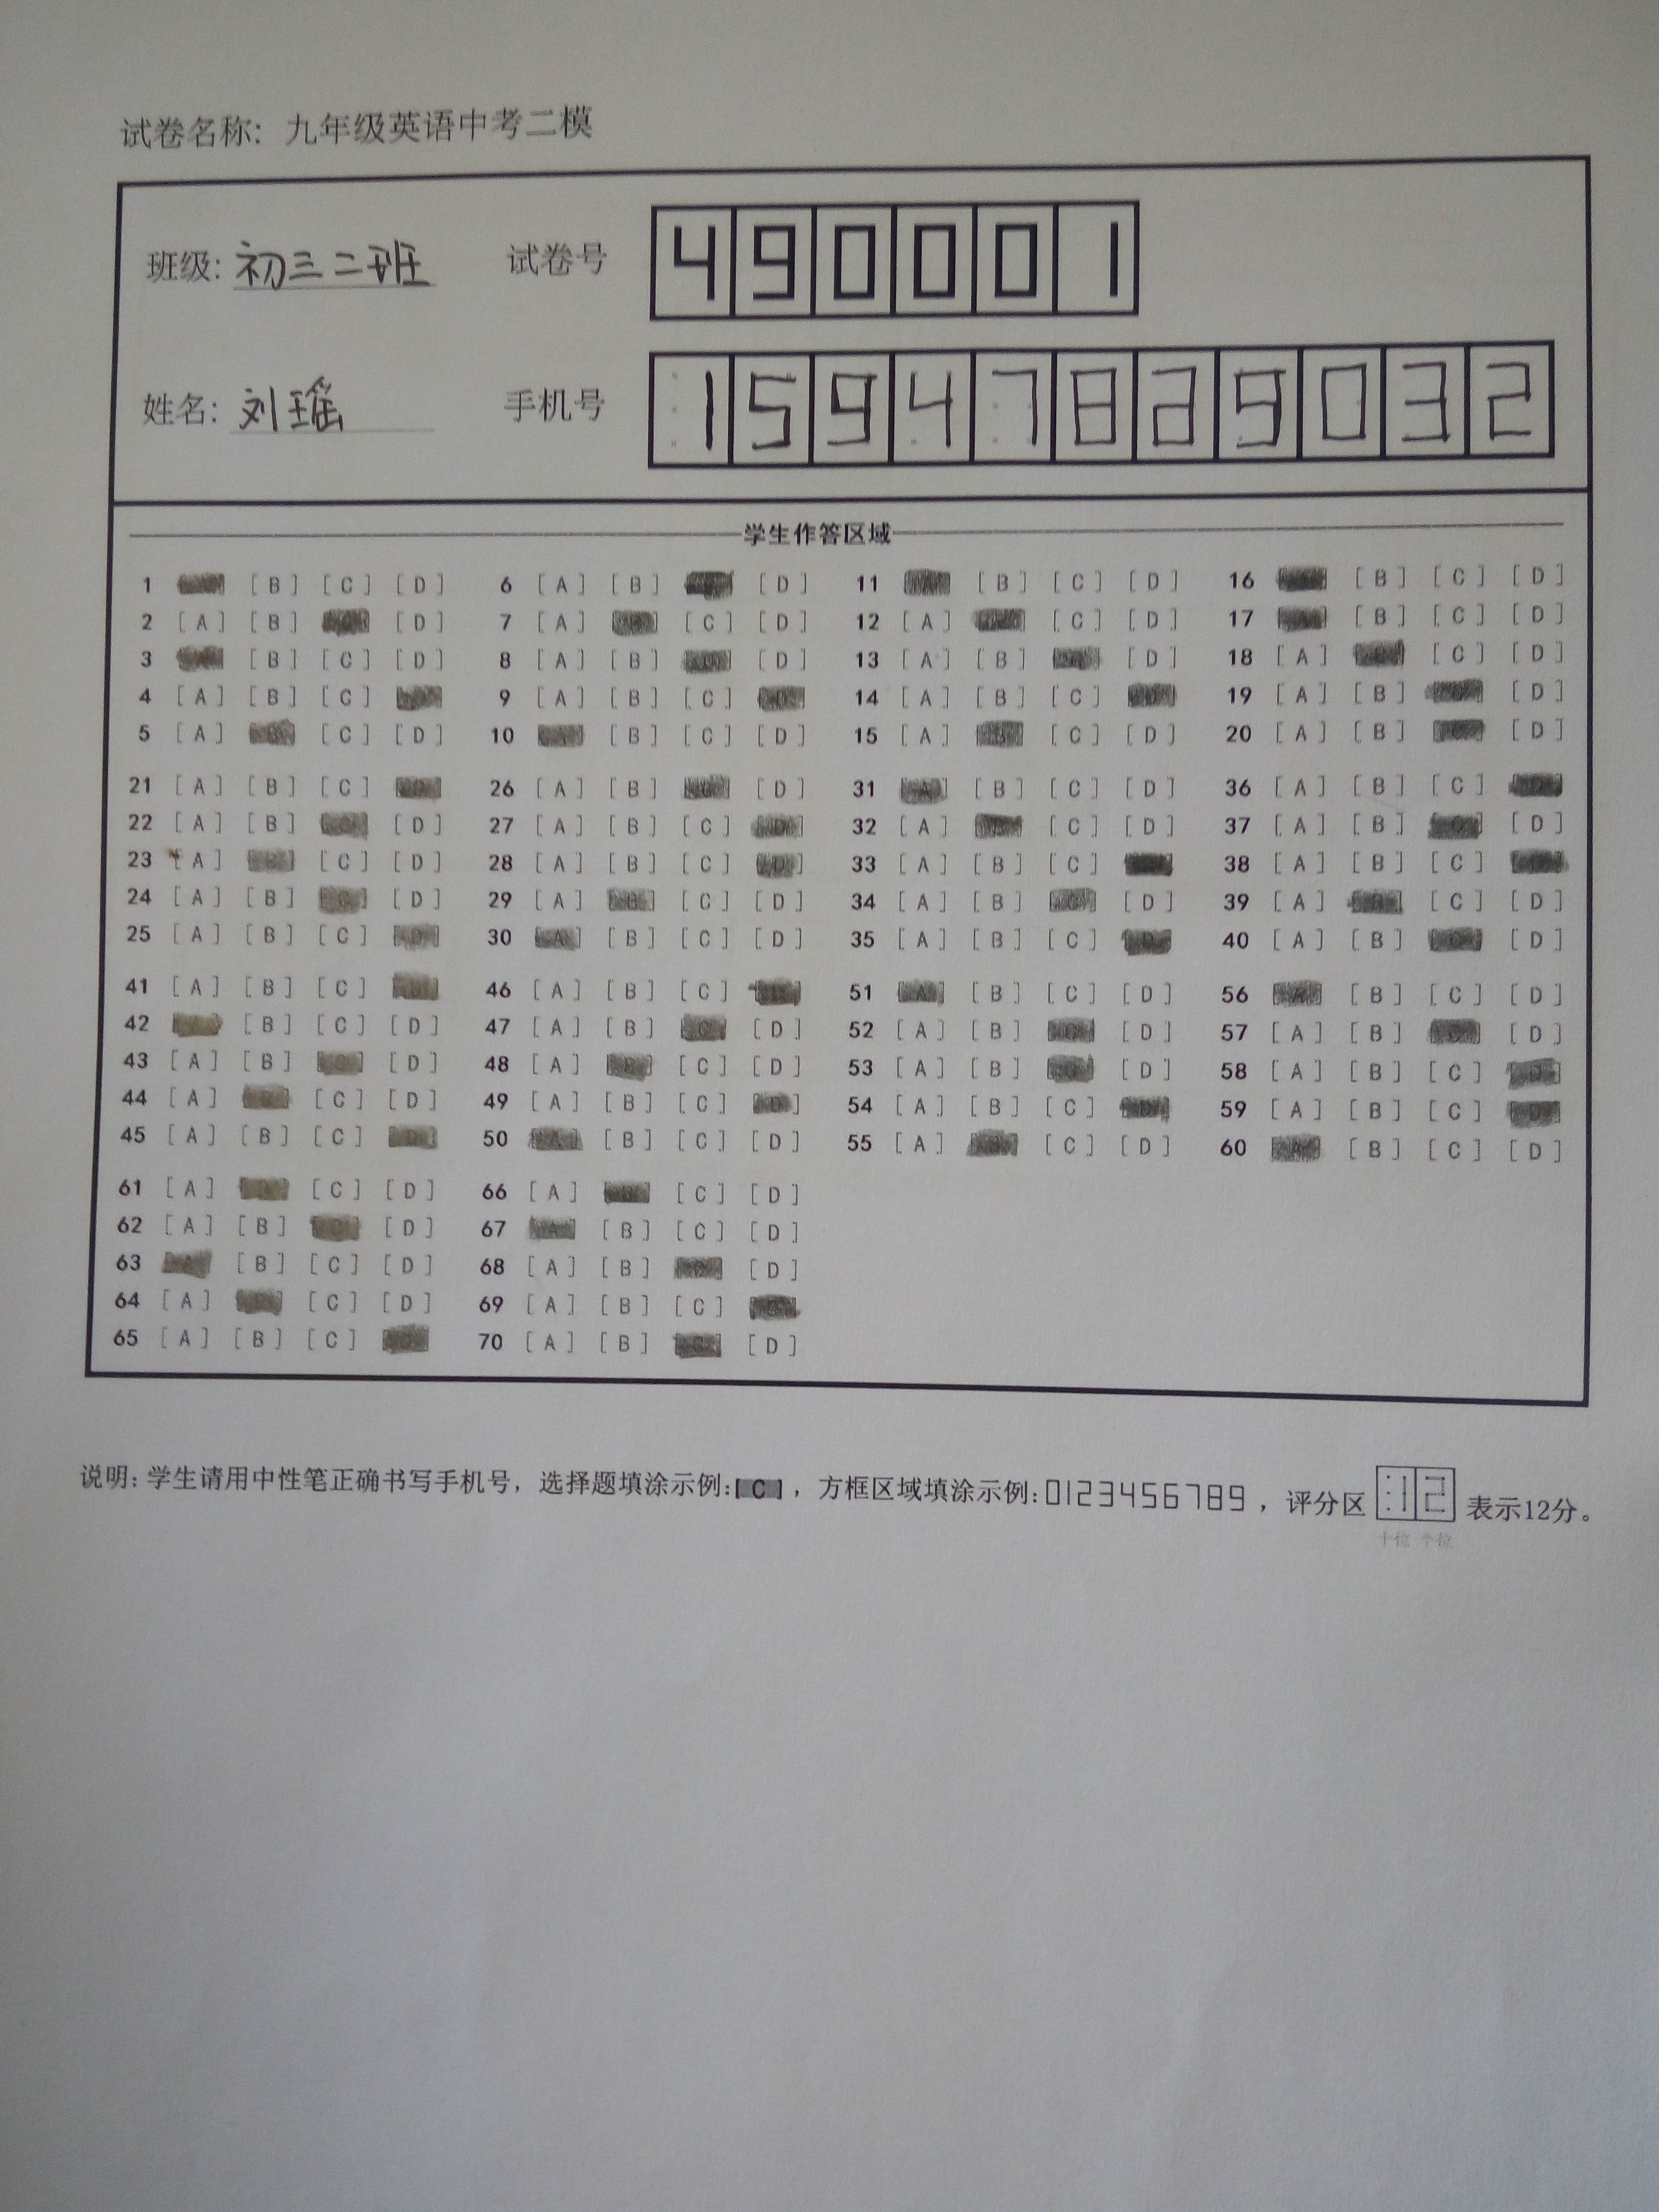 试卷名称: 九年级英语中考二模
班级: 初三二班 试卷号 490001
姓名: 刘瑶 手机号 15947829032
学生作答区域
1 [B] [C] [D] 6 [A] [B] [D] 11 [B] [C] [D] 16 [B] [C] [D]
2 [A] [B] [D] 7 [A] [C] [D] 12 [A] [C] [D] 17 [B] [C] [D]
3 [B] [C] [D] 8 [A] [B] [D] 13 [A] [B] [D] 18 [A] [C] [D]
4 [A] [B] [C] 9 [A] [B] [C] 14 [A] [B] [C] 19 [A] [B] [D]
5 [A] [C] [D] 10 [B] [C] [D] 15 [A] [C] [D] 20 [A] [B] [D]
21 [A] [B] [C] 26 [A] [B] [D] 31 [B] [C] [D] 36 [A] [B] [C]
22 [A] [B] [D] 27 [A] [B] [C] 32 [A] [C] [D] 37 [A] [B] [D]
23 [A] [C] [D] 28 [A] [B] [C] 33 [A] [B] [C] 38 [A] [B] [C]
24 [A] [B] [D] 29 [A] [C] [D] 34 [A] [B] [D] 39 [A] [C] [D]
25 [A] [B] [C] 30 [B] [C] [D] 35 [A] [B] [C] 40 [A] [B] [D]
41 [A] [B] [C] 46 [A] [B] [C] 51 [B] [C] [D] 56 [B] [C] [D]
42 [B] [C] [D] 47 [A] [B] [D] 52 [A] [B] [D] 57 [A] [B] [D]
43 [A] [B] [D] 48 [A] [C] [D] 53 [A] [B] [D] 58 [A] [B] [C]
44 [A] [C] [D] 49 [A] [B] [C] 54 [A] [B] [C] 59 [A] [B] [C]
45 [A] [B] [C] 50 [B] [C] [D] 55 [A] [C] [D] 60 [B] [C] [D]
61 [A] [C] [D] 66 [A] [C] [D]
62 [A] [B] [D] 67 [B] [C] [D]
63 [B] [C] [D] 68 [A] [B] [D]
64 [A] [C] [D] 69 [A] [B] [C]
65 [A] [B] [C] 70 [A] [B] [D]
说明: 学生请用中性笔正确书写手机号，选择题填涂示例:[C]，方框区域填涂示例:0123456789，评分区 12 表示12分。
十位 个位